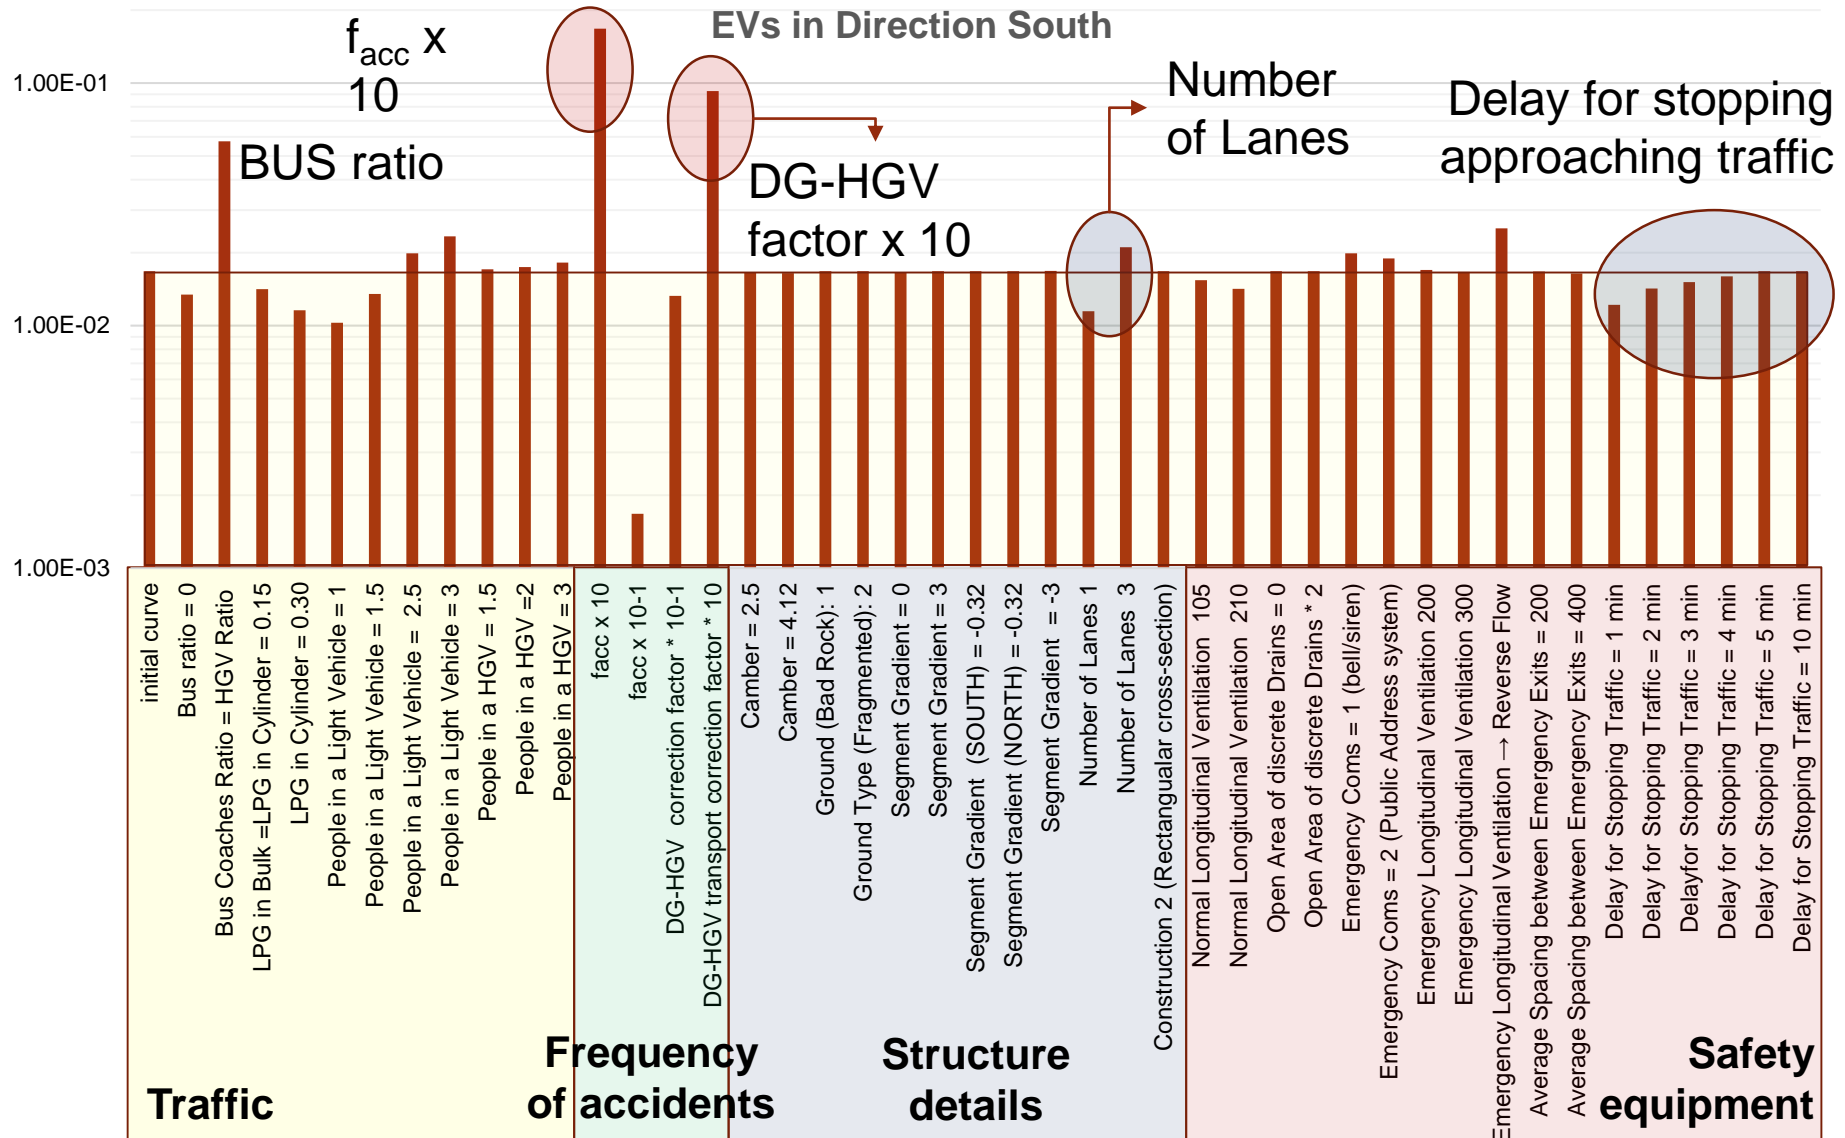 EVs in Direction South
f_acc x
10
BUS ratio
DG-HGV
factor x 10
Number
of Lanes
Delay for stopping
approaching traffic
1.00E-01
1.00E-02
1.00E-03
initial curve
Bus ratio = 0
Bus Coaches Ratio = HGV Ratio
LPG in Bulk =LPG in Cylinder = 0.15
LPG in Cylinder = 0.30
People in a Light Vehicle = 1
People in a Light Vehicle = 1.5
People in a Light Vehicle = 2.5
People in a Light Vehicle = 3
People in a HGV = 1.5
People in a HGV =2
People in a HGV = 3
facc x 10
facc x 10-1
DG-HGV correction factor * 10-1
DG-HGV transport correction factor * 10
Camber = 2.5
Camber = 4.12
Ground (Bad Rock): 1
Ground Type (Fragmented): 2
Segment Gradient = 0
Segment Gradient = 3
Segment Gradient (SOUTH) = -0.32
Segment Gradient (NORTH) = -0.32
Segment Gradient = -3
Number of Lanes 1
Number of Lanes 3
Construction 2 (Rectangualar cross-section)
Normal Longitudinal Ventilation 105
Normal Longitudinal Ventilation 210
Open Area of discrete Drains = 0
Open Area of discrete Drains * 2
Emergency Coms = 1 (bell/siren)
Emergency Coms = 2 (Public Address system)
Emergency Longitudinal Ventilation 200
Emergency Longitudinal Ventilation 300
Emergency Longitudinal Ventilation → Reverse Flow
Average Spacing between Emergency Exits = 200
Average Spacing between Emergency Exits = 400
Delay for Stopping Traffic = 1 min
Delay for Stopping Traffic = 2 min
Delayfor Stopping Traffic = 3 min
Delay for Stopping Traffic = 4 min
Delay for Stopping Traffic = 5 min
Delay for Stopping Traffic = 10 min
Traffic
Frequency
of accidents
Structure
details
Safety
equipment